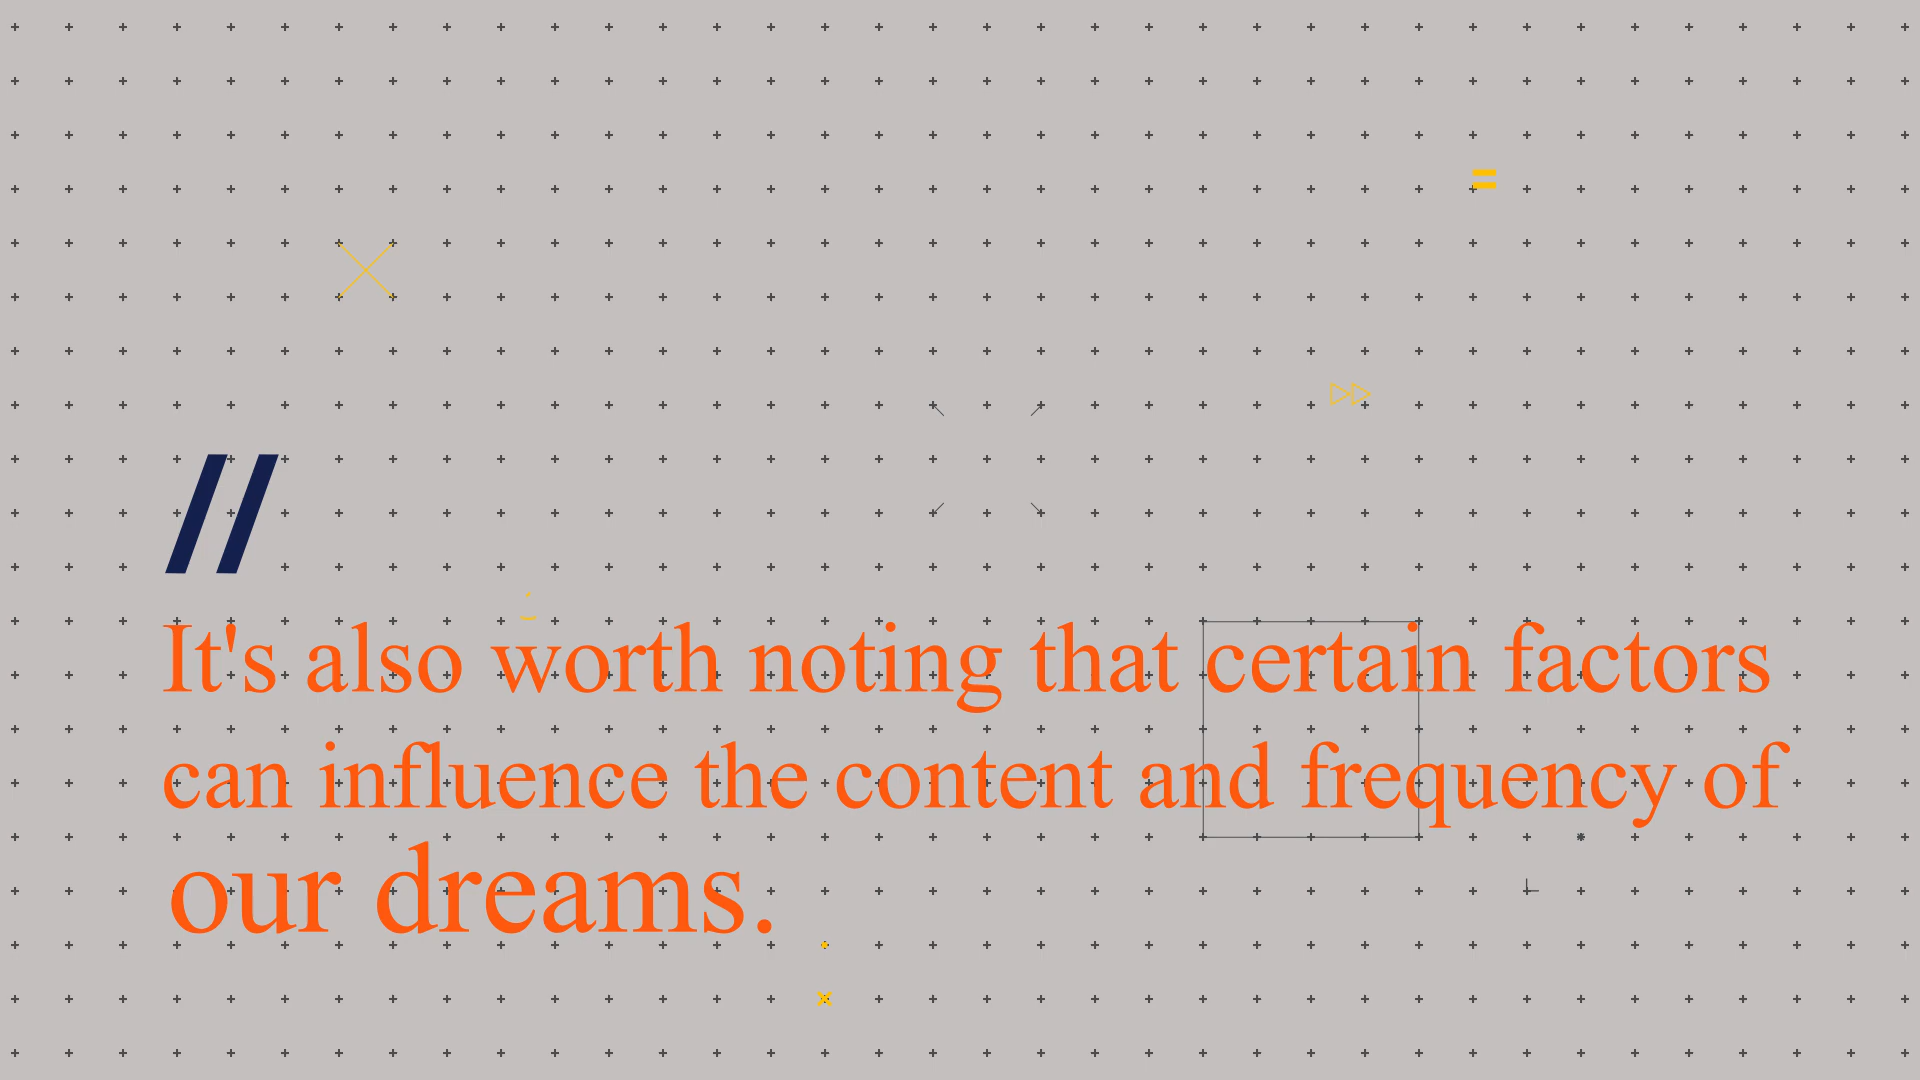 It's also worth noting that certain factors
can influence the content and frequency of
our dreams.